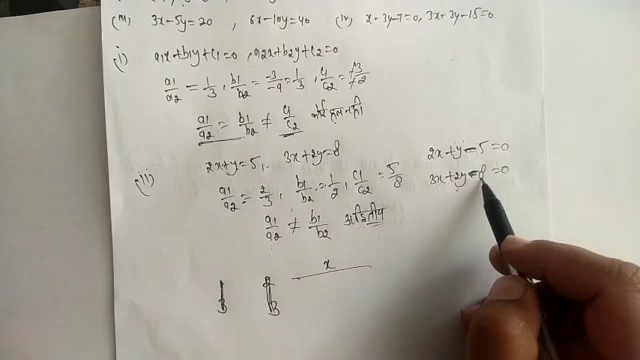 (iii) 3x-5y=20 , 6x-10y=40 (iv) x-3y-7=0, 3x+3y-15=0
i) a1x+b1y+c1=0, a2x+b2y+c2=0
a1/a2 = 1/3, b1/b2 = -3/-9 = 1/3, c1/c2 =
a1/a2 = b1/b2 ≠ c1/c2 कोई हल नही
ii) 2x+y=5, 3x+2y=8
2x+y-5=0
3x+2y-8=0
a1/a2 = 2/3, b1/b2 = 1/2, c1/c2 = 5/8
a1/a2 ≠ b1/b2 अद्वितीय
x